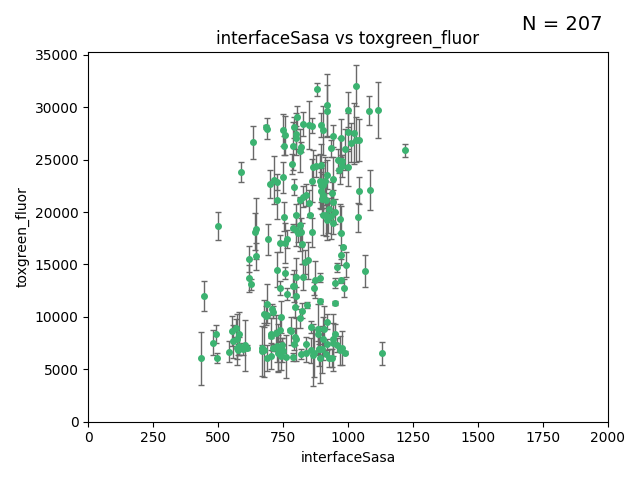 N = 207
interfaceSasa vs toxgreen_fluor
35000
30000
25000
20000
15000
10000
5000
0
toxgreen_fluor
0 250 500 750 1000 1250 1500 1750 2000
interfaceSasa